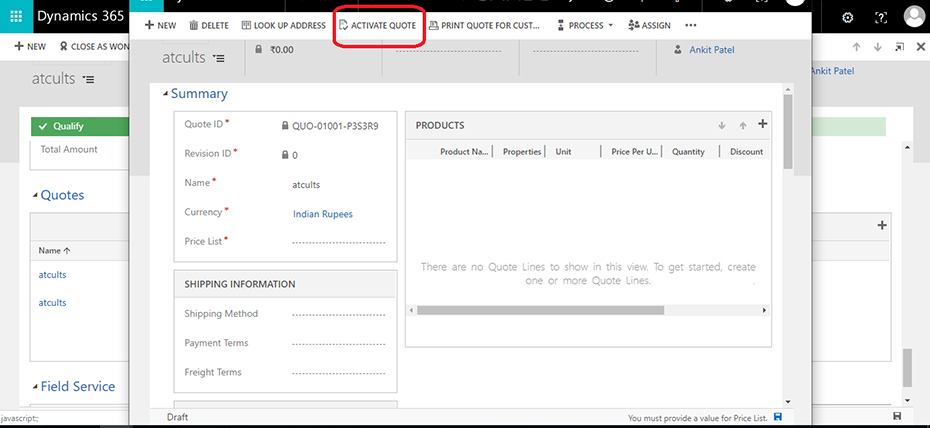 Dynamics 365
NEW DELETE LOOK UP ADDRESS ACTIVATE QUOTE PRINT QUOTE FOR CUST... PROCESS ASSIGN
NEW CLOSE AS WON
₹0.00
Ankit Patel
atcults
Ankit Patel
atcults
Summary
Qualify
Total Amount
Quotes
Name
atcults
atcults
Field Service
javascript:;
Quote ID * QUO-01001-P3S3R9
Revision ID * 0
Name * atcults
Currency * Indian Rupees
Price List *
SHIPPING INFORMATION
Shipping Method
Payment Terms
Freight Terms
PRODUCTS
Product Na... Properties Unit Price Per U... Quantity Discount
There are no Quote Lines to show in this view. To get started, create
one or more Quote Lines.
Draft
You must provide a value for Price List.